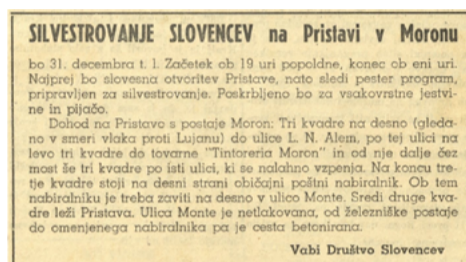 SILVESTROVANJE SLOVENCEV na Pristavi v Moronu
bo 31. decembra t. l. Začetek ob 19 uri popoldne, konec ob eni uri.
Najprej bo slovesna otvoritev Pristave, nato sledi pester program,
pripravljen za silvestrovanje. Poskrbljeno bo za vsakovrstne jestvi-
ne in pijačo.
Dohod na Pristavo s postaje Moron: Tri kvadre na desno (gleda-
no v smeri vlaka proti Lujanu) do ulice L. N. Alem, po tej ulici na
levo tri kvadre do tovarne "Tintoreria Moron" in od nje dalje čez
most še tri kvadre po isti ulici, ki se nalahno vzpenja. Na koncu tre-
tje kvadre stoji na desni strani običajni poštni nabiralnik. Ob tem
nabiralniku je treba zaviti na desno v ulico Monte. Sredi druge kva-
dre leži Pristava. Ulica Monte je netlakovana, od železniške postaje
do omenjenega nabiralnika pa je cesta betonirana.
Vabi Društvo Slovencev